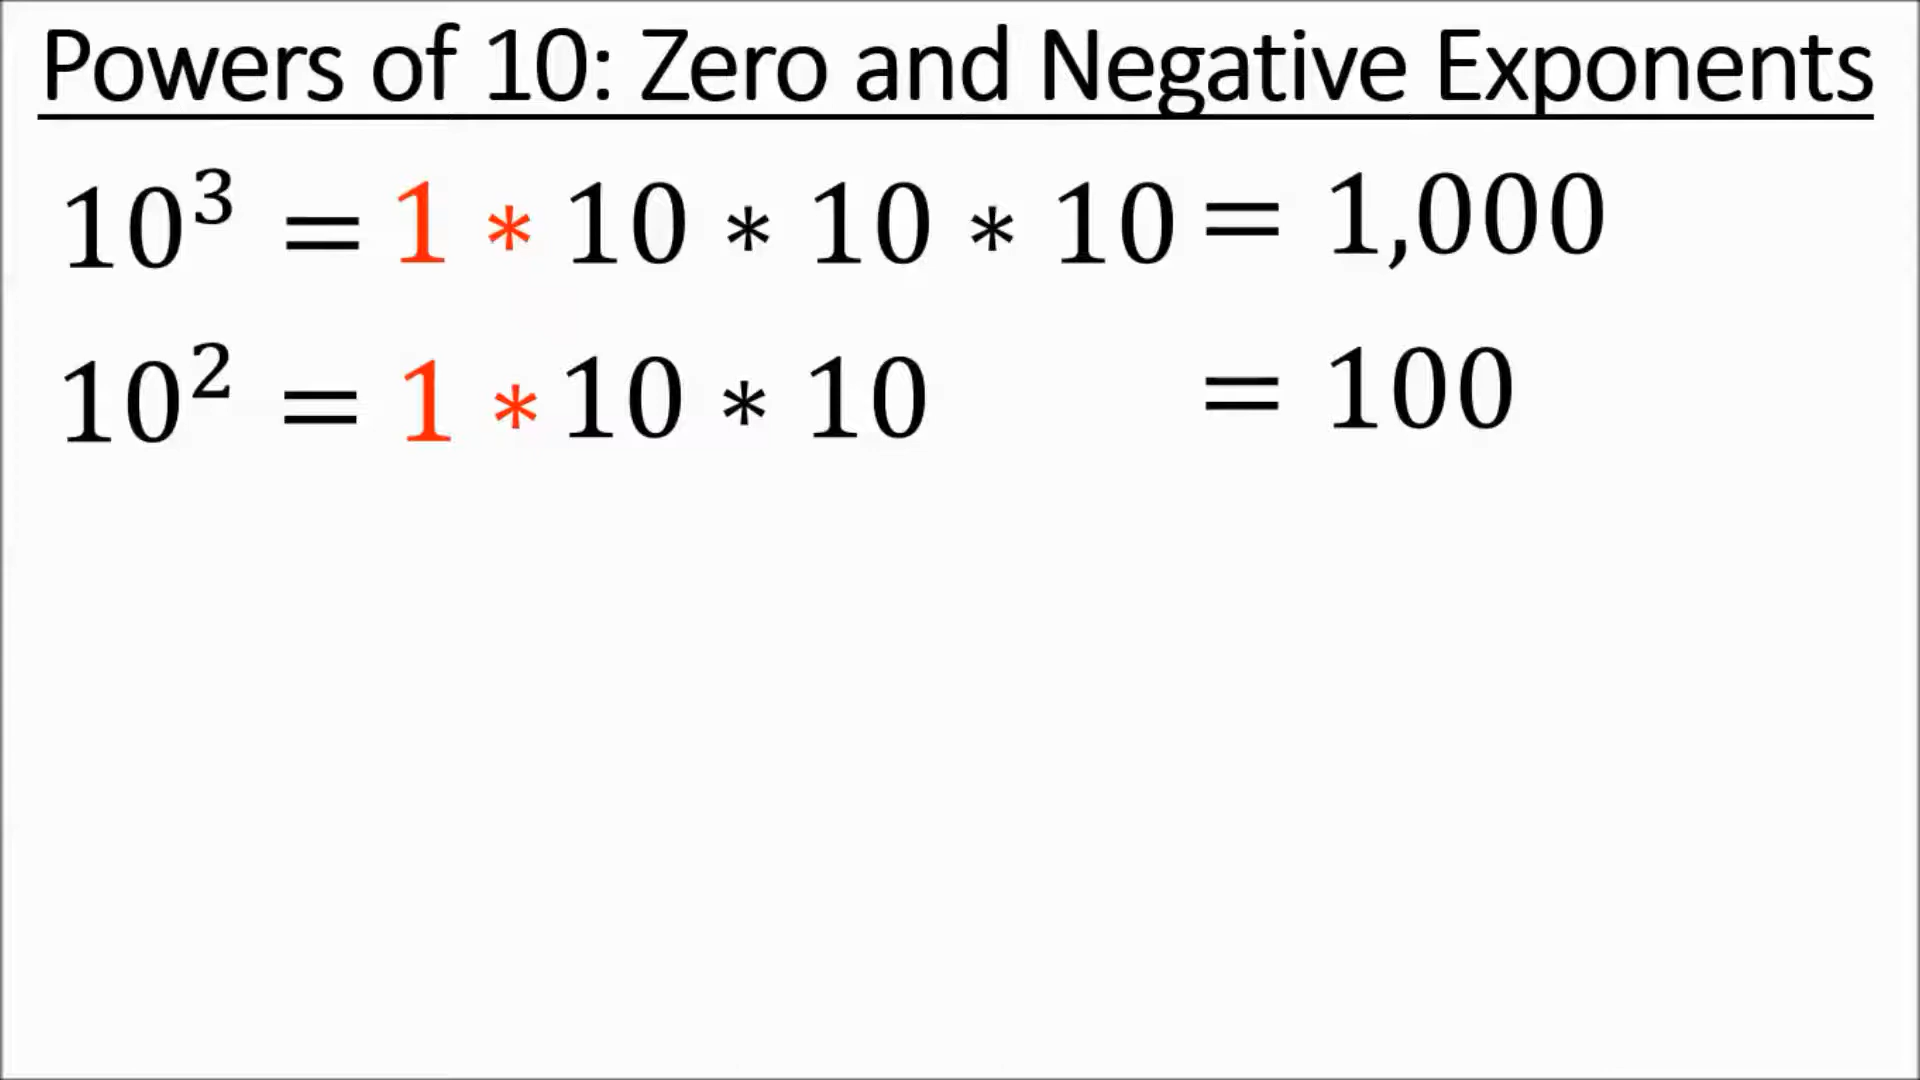 Powers of 10: Zero and Negative Exponents
10³ = 1 * 10 * 10 * 10 = 1,000
10² = 1 * 10 * 10 = 100